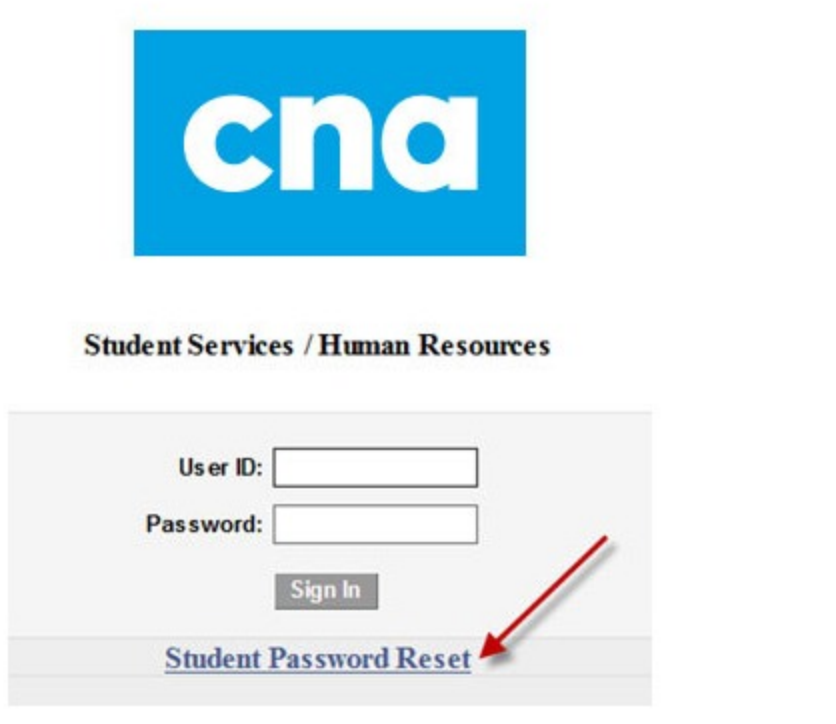 cna
Student Services / Human Resources
User ID:
Password:
Sign In
Student Password Reset